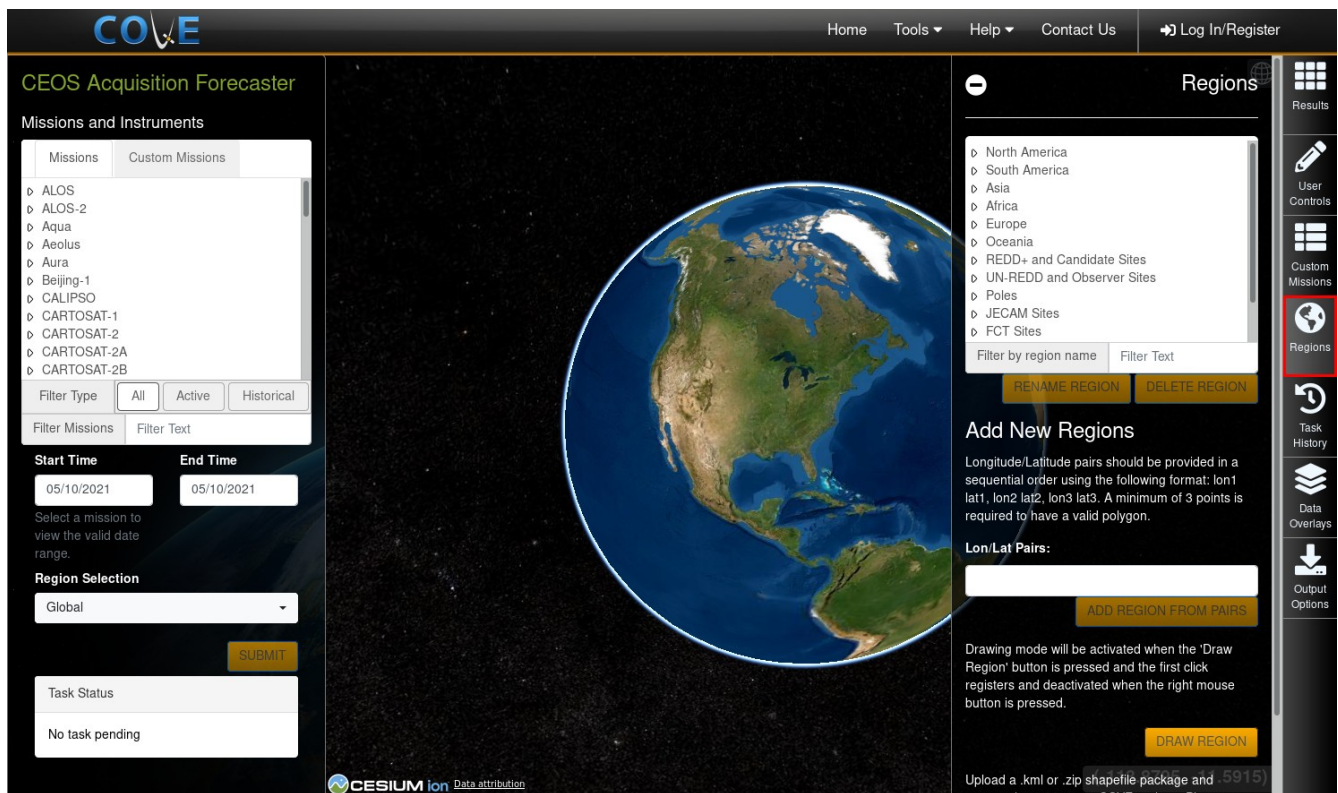 COVE
Home Tools Help Contact Us Log In/Register
CEOS Acquisition Forecaster
Missions and Instruments
Missions Custom Missions
ALOS
ALOS-2
Aqua
Aeolus
Aura
Beijing-1
CALIPSO
CARTOSAT-1
CARTOSAT-2
CARTOSAT-2A
CARTOSAT-2B
Filter Type All Active Historical
Filter Missions Filter Text
Start Time End Time
05/10/2021 05/10/2021
Select a mission to
view the valid date
range.
Region Selection
Global
SUBMIT
Task Status
No task pending
CESIUM ion Data attribution
Regions
North America
South America
Asia
Africa
Europe
Oceania
REDD+ and Candidate Sites
UN-REDD and Observer Sites
Poles
JECAM Sites
FCT Sites
Filter by region name Filter Text
RENAME REGION DELETE REGION
Add New Regions
Longitude/Latitude pairs should be provided in a
sequential order using the following format: lon1
lat1, lon2 lat2, lon3 lat3. A minimum of 3 points is
required to have a valid polygon.
Lon/Lat Pairs:
ADD REGION FROM PAIRS
Drawing mode will be activated when the 'Draw
Region' button is pressed and the first click
registers and deactivated when the right mouse
button is pressed.
DRAW REGION
Upload a .kml or .zip shapefile package and
Results
User
Controls
Custom
Missions
Regions
Task
History
Data
Overlays
Output
Options